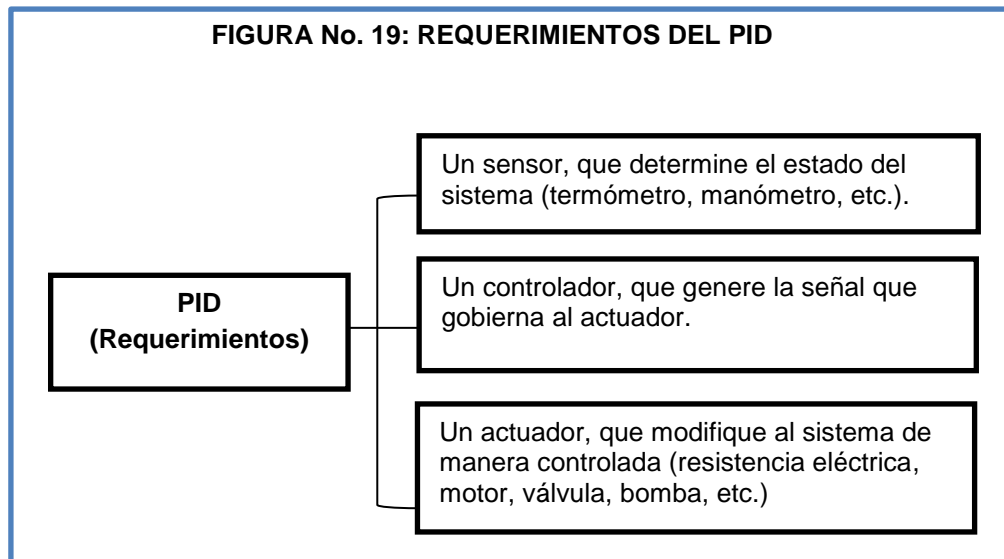 FIGURA No. 19: REQUERIMIENTOS DEL PID
Un sensor, que determine el estado del
sistema (termómetro, manómetro, etc.).
PID
(Requerimientos)
Un controlador, que genere la señal que
gobierna al actuador.
Un actuador, que modifique al sistema de
manera controlada (resistencia eléctrica,
motor, válvula, bomba, etc.)